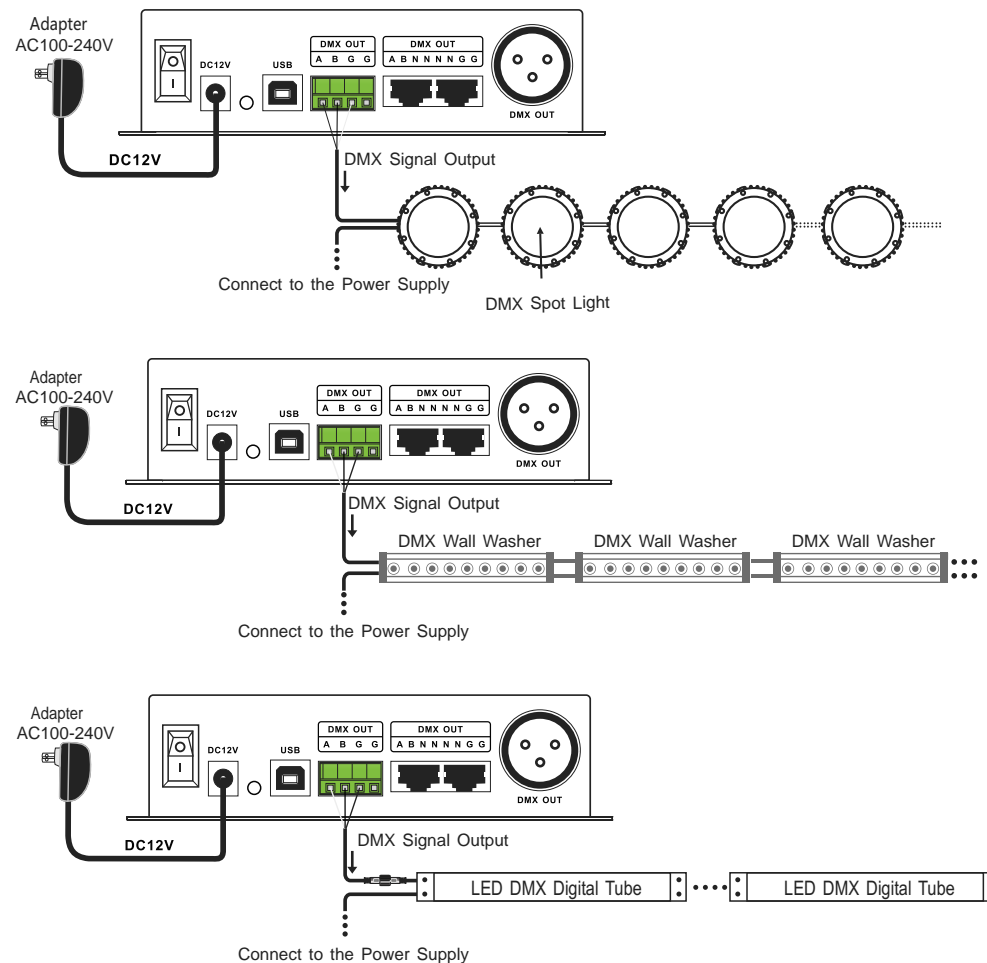 Adapter
AC100-240V
DC12V
USB
DMX OUT
A B G G
DMX OUT
A B N N N N G G
DMX OUT
DC12V
DMX Signal Output
Connect to the Power Supply
DMX Spot Light
Adapter
AC100-240V
DC12V
USB
DMX OUT
A B G G
DMX OUT
A B N N N N G G
DMX OUT
DC12V
DMX Signal Output
DMX Wall Washer
DMX Wall Washer
DMX Wall Washer
Connect to the Power Supply
Adapter
AC100-240V
DC12V
USB
DMX OUT
A B G G
DMX OUT
A B N N N N G G
DMX OUT
DC12V
DMX Signal Output
LED DMX Digital Tube
LED DMX Digital Tube
Connect to the Power Supply